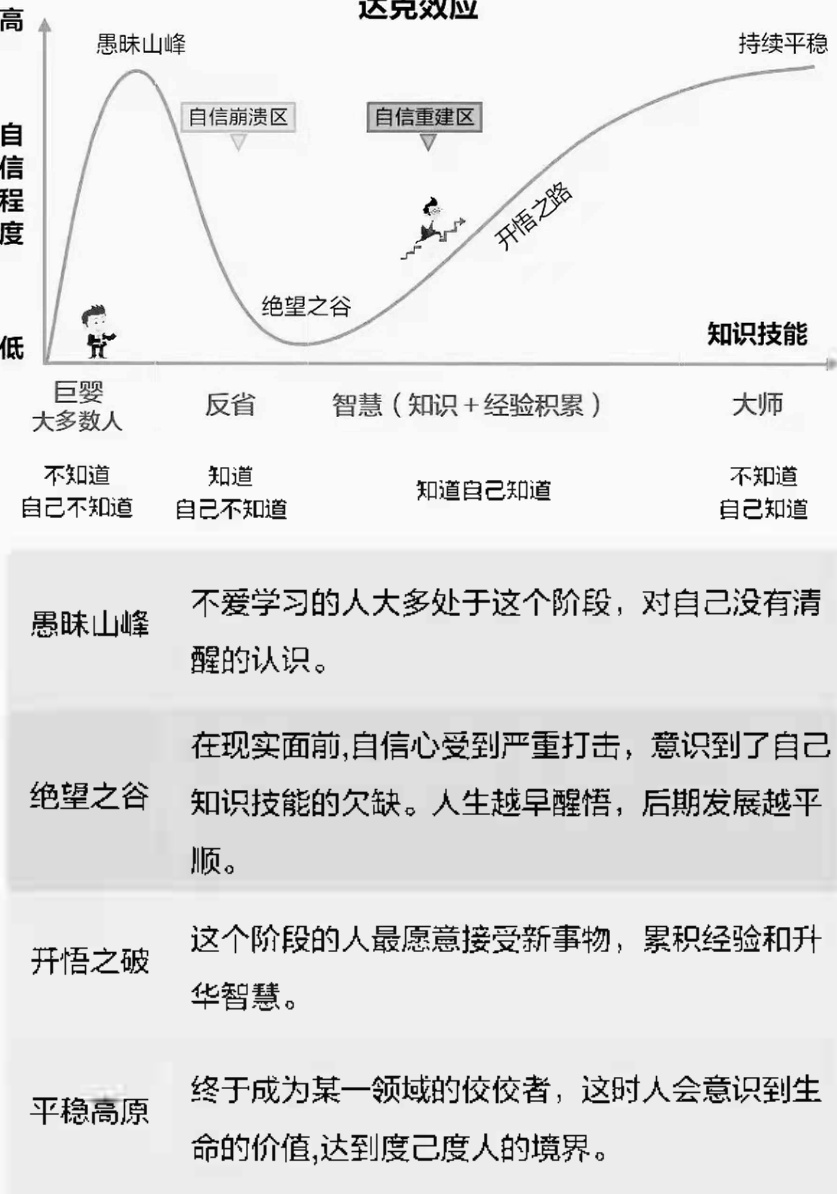 达克效应
高
愚昧山峰
持续平稳
自信崩溃区
自信重建区
自信程度
开悟之路
绝望之谷
知识技能
低
巨婴
大多数人
反省
智慧（知识＋经验积累）
大师
不知道
自己不知道
知道
自己不知道
知道自己知道
不知道
自己知道
愚昧山峰
不爱学习的人大多处于这个阶段，对自己没有清
醒的认识。
绝望之谷
在现实面前,自信心受到严重打击，意识到了自己
知识技能的欠缺。人生越早醒悟，后期发展越平
顺。
开悟之破
这个阶段的人最愿意接受新事物，累积经验和升
华智慧。
平稳高原
终于成为某一领域的佼佼者，这时人会意识到生
命的价值,达到度己度人的境界。